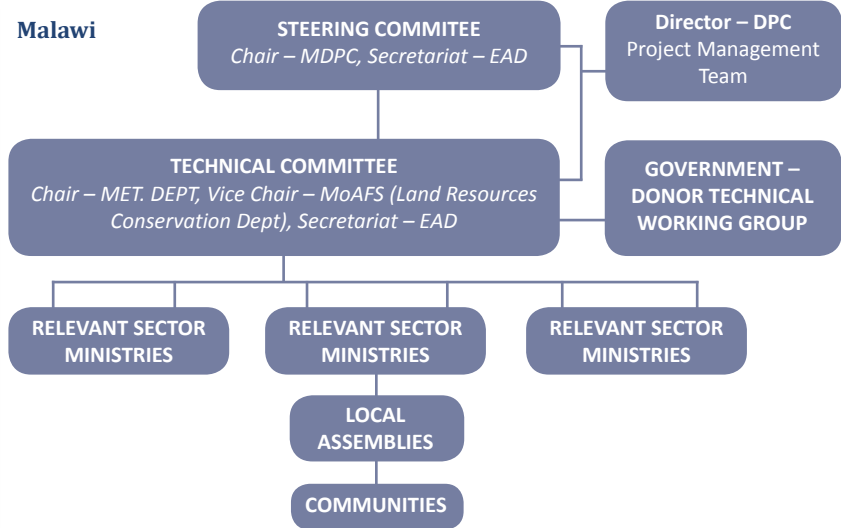 Malawi
STEERING COMMITEE
Chair – MDPC, Secretariat – EAD
Director – DPC
Project Management
Team
TECHNICAL COMMITTEE
Chair – MET. DEPT, Vice Chair – MoAFS (Land Resources
Conservation Dept), Secretariat – EAD
GOVERNMENT –
DONOR TECHNICAL
WORKING GROUP
RELEVANT SECTOR
MINISTRIES
RELEVANT SECTOR
MINISTRIES
RELEVANT SECTOR
MINISTRIES
LOCAL
ASSEMBLIES
COMMUNITIES